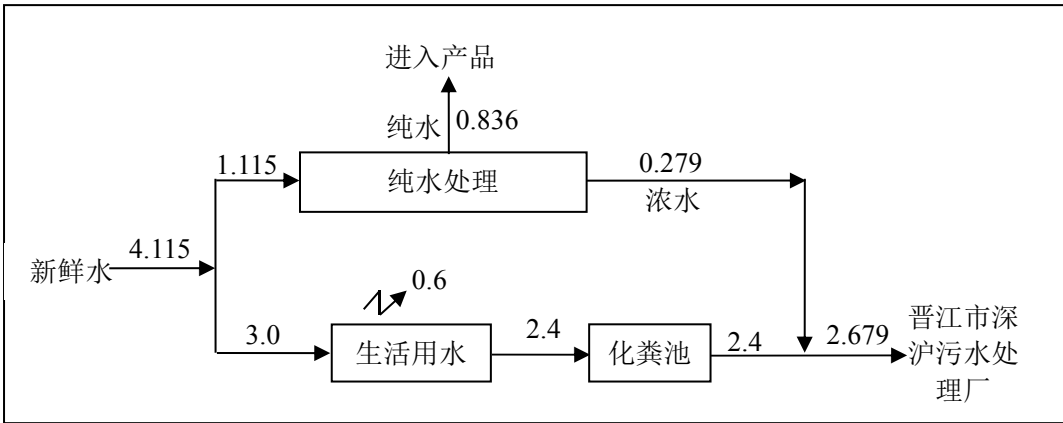 进入产品
纯水 0.836
1.115 纯水处理 0.279
浓水
新鲜水 4.115
0.6
3.0 生活用水 2.4 化粪池 2.4 2.679
晋江市深
沪污水处
理厂